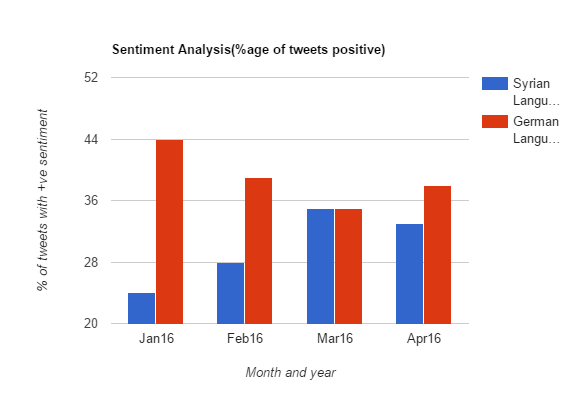 Sentiment Analysis(%age of tweets positive)
52
44
36
28
20
% of tweets with +ve sentiment
Jan16
Feb16
Mar16
Apr16
Month and year
Syrian
Langu...
German
Langu...